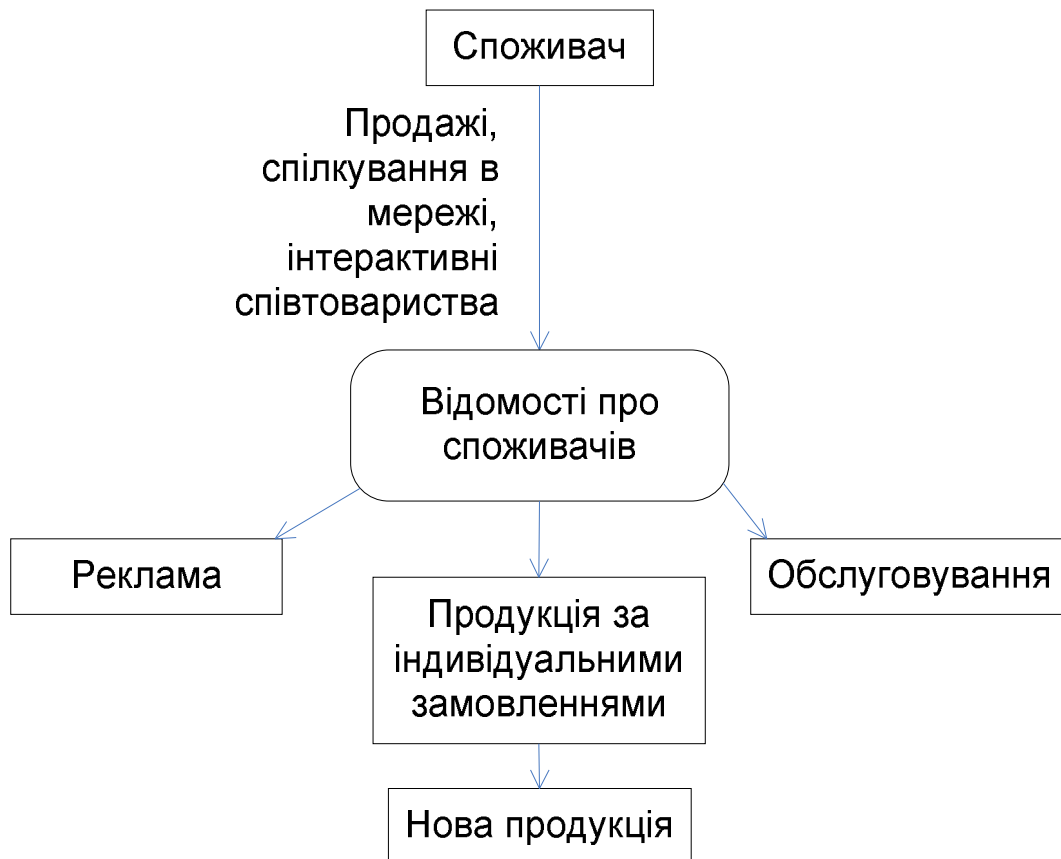 Споживач
Продажі,
спілкування в
мережі,
інтерактивні
співтовариства
Відомості про
споживачів
Реклама
Обслуговування
Продукція за
індивідуальними
замовленнями
Нова продукція